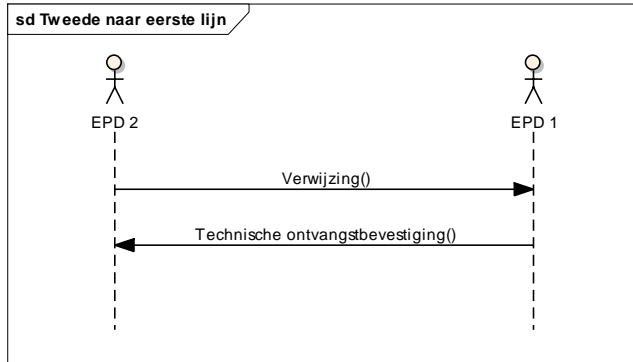 sd Tweede naar eerste lijn
EPD 2
EPD 1
Verwijzing()
Technische ontvangstbevestiging()